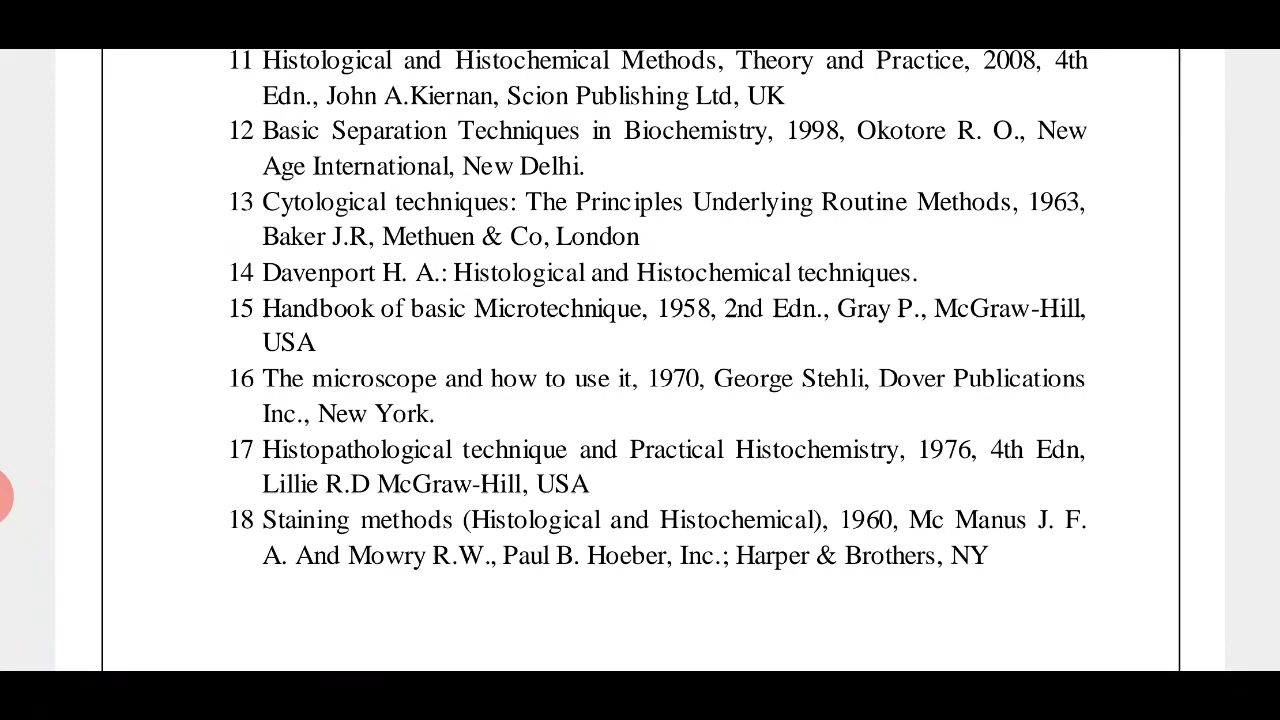 11 Histological and Histochemical Methods, Theory and Practice, 2008, 4th
Edn., John A.Kiernan, Scion Publishing Ltd, UK
12 Basic Separation Techniques in Biochemistry, 1998, Okotore R. O., New
Age International, New Delhi.
13 Cytological techniques: The Principles Underlying Routine Methods, 1963,
Baker J.R, Methuen & Co, London
14 Davenport H. A.: Histological and Histochemical techniques.
15 Handbook of basic Microtechnique, 1958, 2nd Edn., Gray P., McGraw-Hill,
USA
16 The microscope and how to use it, 1970, George Stehli, Dover Publications
Inc., New York.
17 Histopathological technique and Practical Histochemistry, 1976, 4th Edn,
Lillie R.D McGraw-Hill, USA
18 Staining methods (Histological and Histochemical), 1960, Mc Manus J. F.
A. And Mowry R.W., Paul B. Hoeber, Inc.; Harper & Brothers, NY